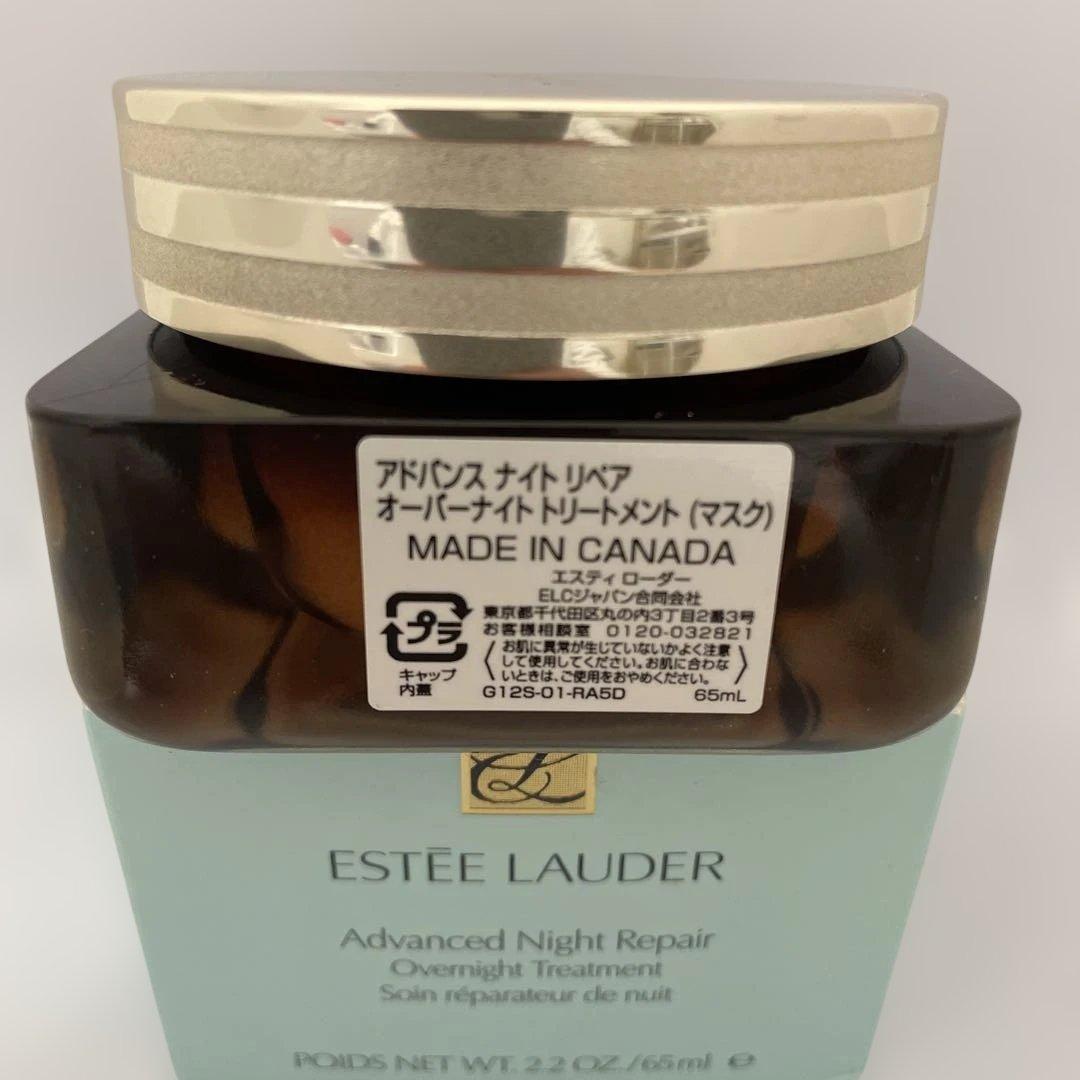 アドバンス ナイト リペア
オーバーナイト トリートメント (マスク)
MADE IN CANADA
エスティ ローダー
ELCジャパン合同会社
東京都千代田区丸の内3丁目2番3号
お客様相談室 0120-032821
プラ
キャップ
内蓋
お肌に異常が生じていないかよく注意
して使用してください。お肌に合わな
いときは、ご使用をおやめください。
G12S-01-RA5D 65mL
ESTĒE LAUDER
Advanced Night Repair
Overnight Treatment
Soin réparateur de nuit
POIDS NET WT. 2.2 OZ./65ml ℮